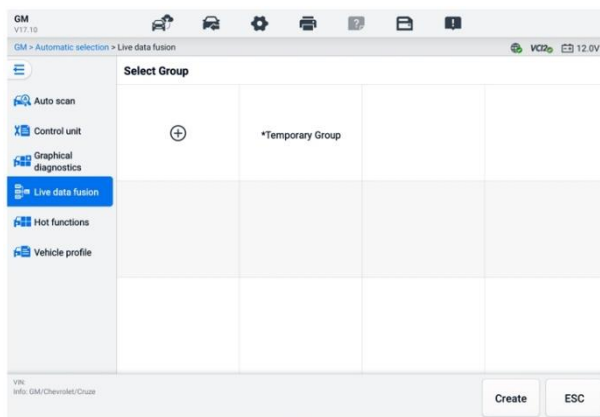 GM
V17.10
GM > Automatic selection > Live data fusion
VCI2
12.0V
Select Group
Auto scan
Control unit
Graphical
diagnostics
Live data fusion
Hot functions
Vehicle profile
*Temporary Group
VIN:
Info: GM/Chevrolet/Cruze
Create
ESC